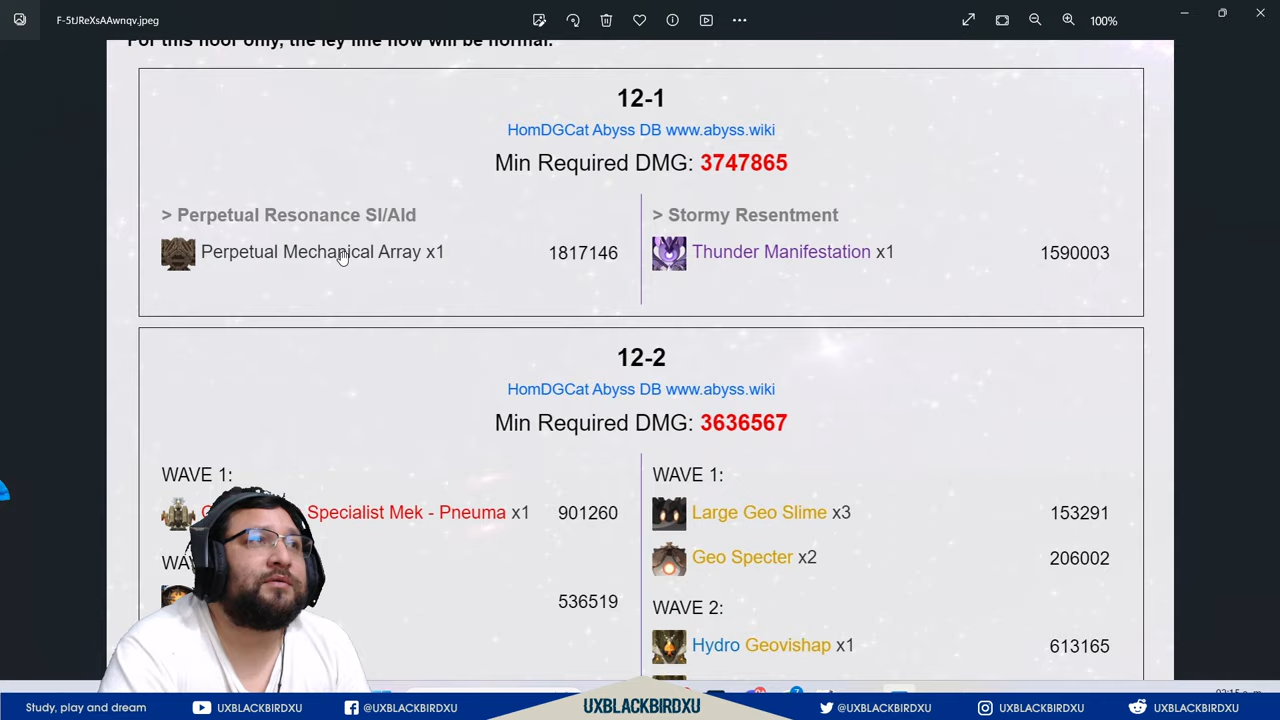 F-5tJReXsAAwnqv.jpeg
100%
For this floor only, the ley line flow will be normal.
12-1
HomDGCat Abyss DB www.abyss.wiki
Min Required DMG: 3747865
> Perpetual Resonance SI/Ald
Perpetual Mechanical Array x1 1817146
> Stormy Resentment
Thunder Manifestation x1 1590003
12-2
HomDGCat Abyss DB www.abyss.wiki
Min Required DMG: 3636567
WAVE 1:
Specialist Mek - Pneuma x1 901260
536519
WAVE 1:
Large Geo Slime x3 153291
Geo Specter x2 206002
WAVE 2:
Hydro Geovishap x1 613165
Study, play and dream
UXBLACKBIRDXU
@UXBLACKBIRDXU
UXBLACKBIRDXU
@UXBLACKBIRDXU
UXBLACKBIRDXU
UXBLACKBIRDXU